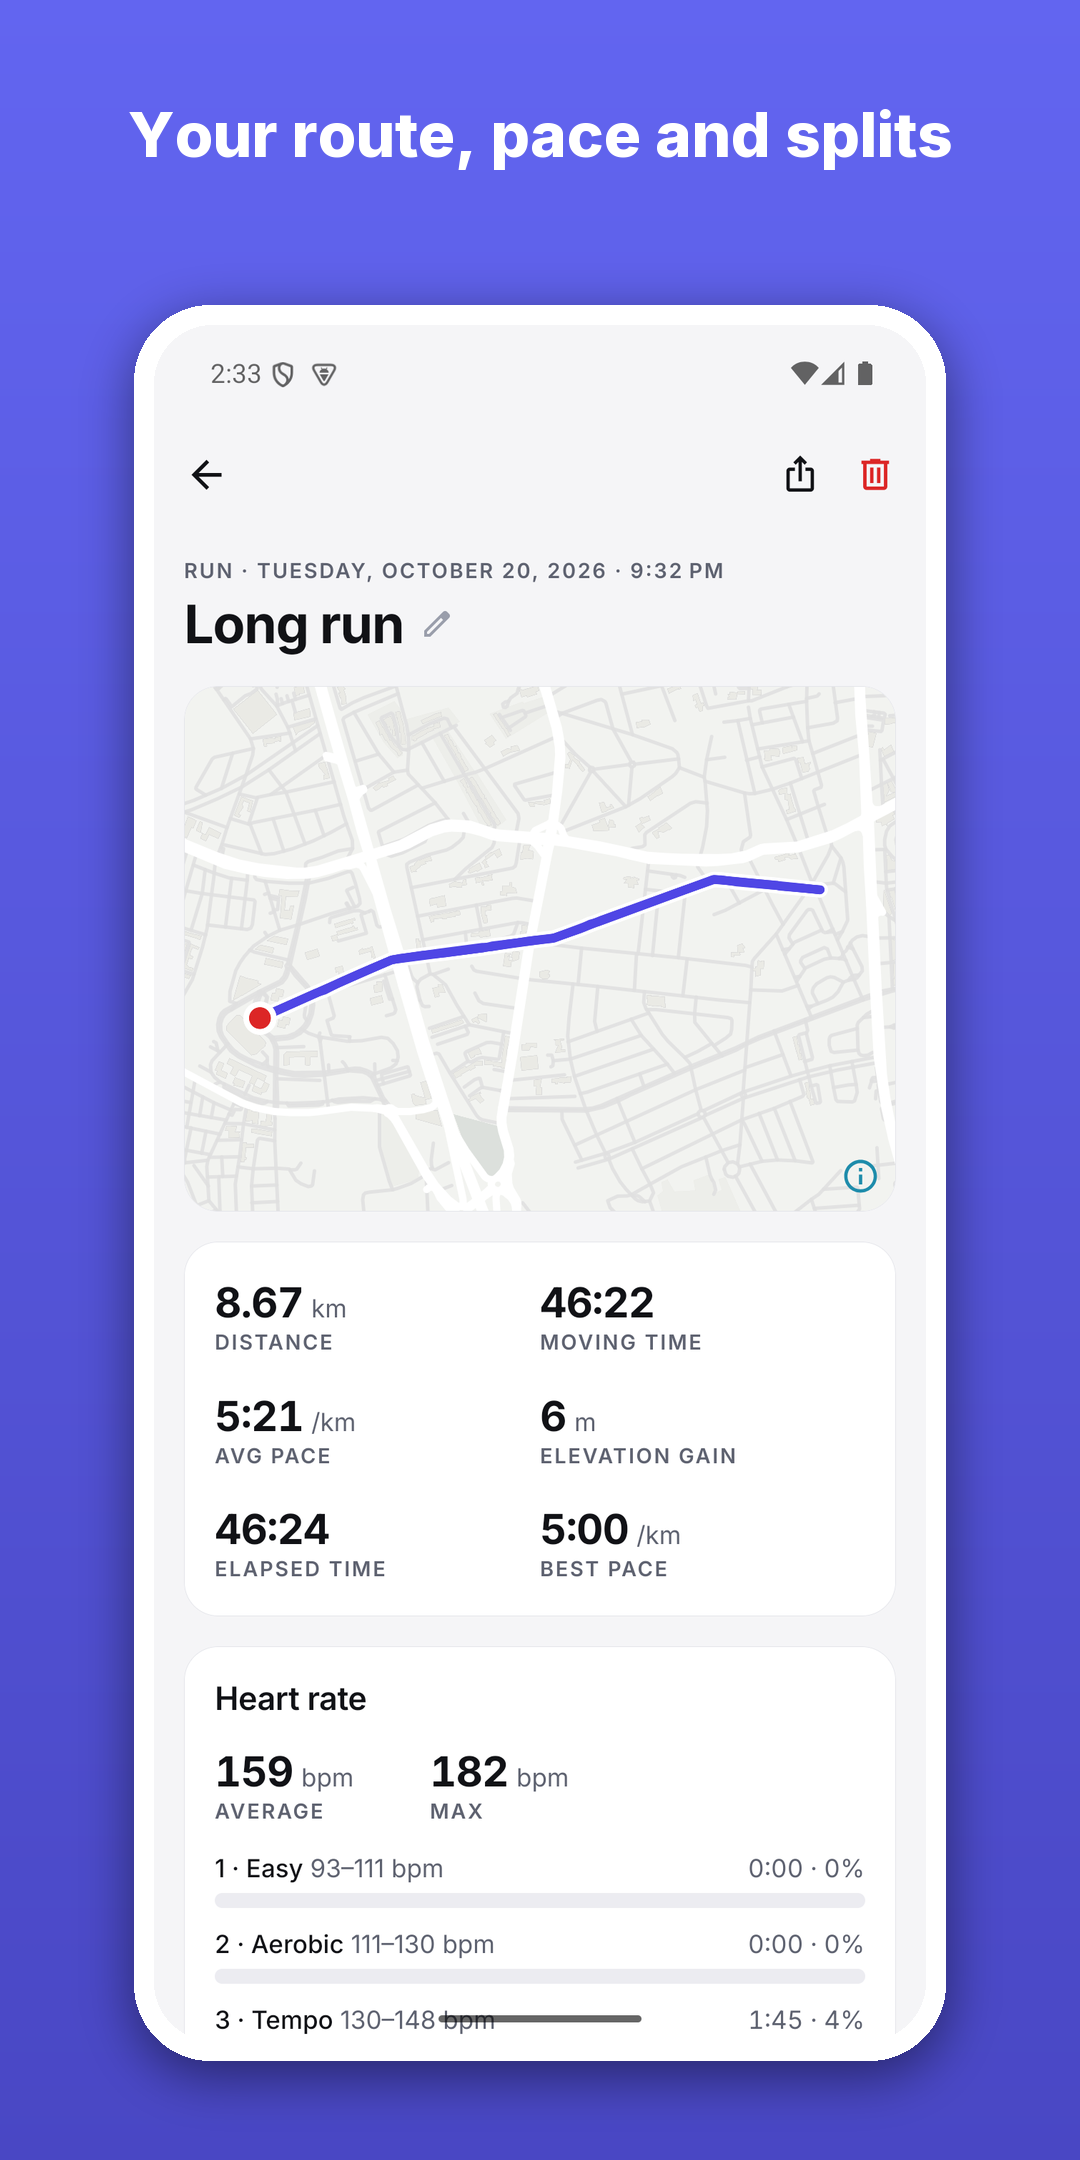 Your route, pace and splits
2:33
RUN · TUESDAY, OCTOBER 20, 2026 · 9:32 PM
Long run
8.67 km
DISTANCE
46:22
MOVING TIME
5:21 /km
AVG PACE
6 m
ELEVATION GAIN
46:24
ELAPSED TIME
5:00 /km
BEST PACE
Heart rate
159 bpm
AVERAGE
182 bpm
MAX
1 · Easy 93–111 bpm 0:00 · 0%
2 · Aerobic 111–130 bpm 0:00 · 0%
3 · Tempo 130–148 bpm 1:45 · 4%